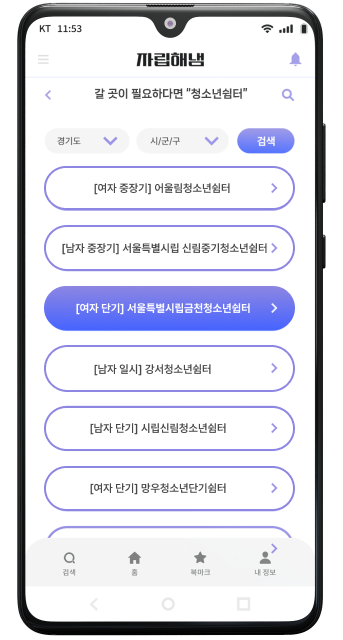 KT 11:53
자립해냄
갈 곳이 필요하다면 "청소년쉼터"
경기도
시/군/구
검색
[여자 중장기] 어울림청소년쉼터
[남자 중장기] 서울특별시립 신림중기청소년쉼터
[여자 단기] 서울특별시립금천청소년쉼터
[남자 일시] 강서청소년쉼터
[남자 단기] 시립신림청소년쉼터
[여자 단기] 망우청소년단기쉼터
검색
홈
북마크
내 정보